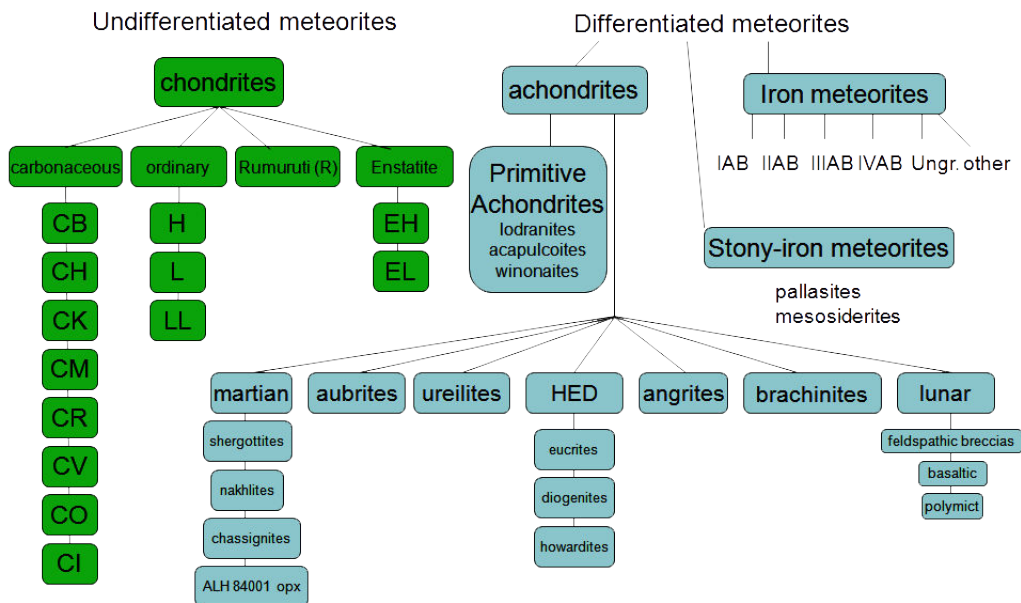 Undifferentiated meteorites
Differentiated meteorites
chondrites
achondrites
Iron meteorites
carbonaceous
ordinary
Rumuruti (R)
Enstatite
IAB IIAB IIIAB IVAB Ungr. other
Primitive
Achondrites
lodranites
acapulcoites
winonaites
CB
CH
CK
CM
CR
CV
CO
CI
H
L
LL
EH
EL
Stony-iron meteorites
pallasites
mesosiderites
martian
aubrites
ureilites
HED
angrites
brachinites
lunar
shergottites
nakhlites
chassignites
ALH 84001 opx
eucrites
diogenites
howardites
feldspathic breccias
basaltic
polymict